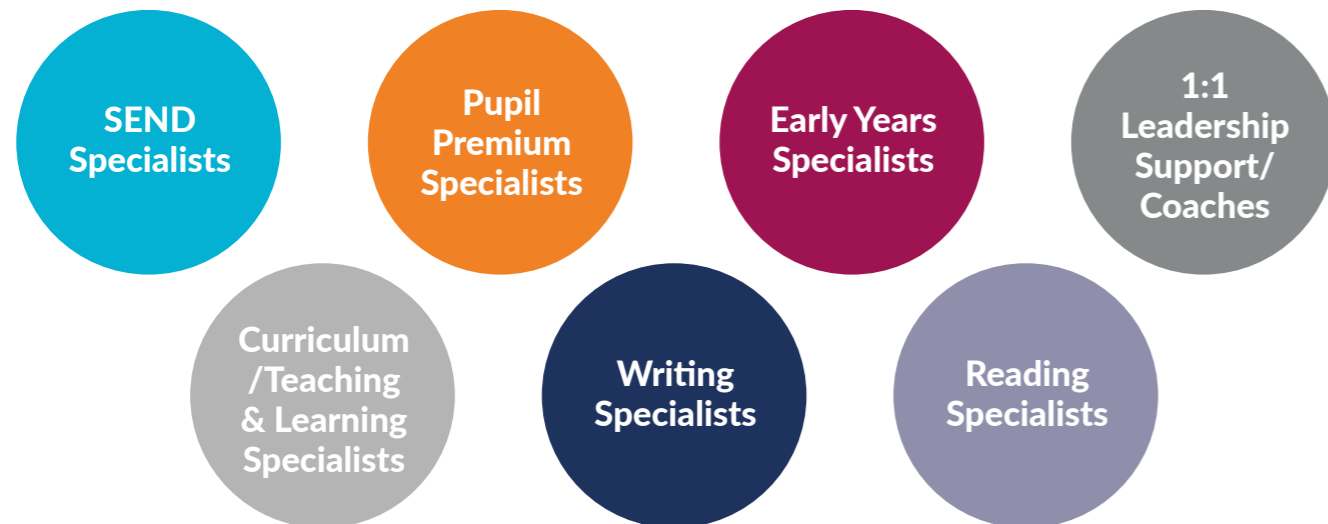 SEND
Specialists
Pupil
Premium
Specialists
Early Years
Specialists
1:1
Leadership
Support/
Coaches
Curriculum
/Teaching
& Learning
Specialists
Writing
Specialists
Reading
Specialists